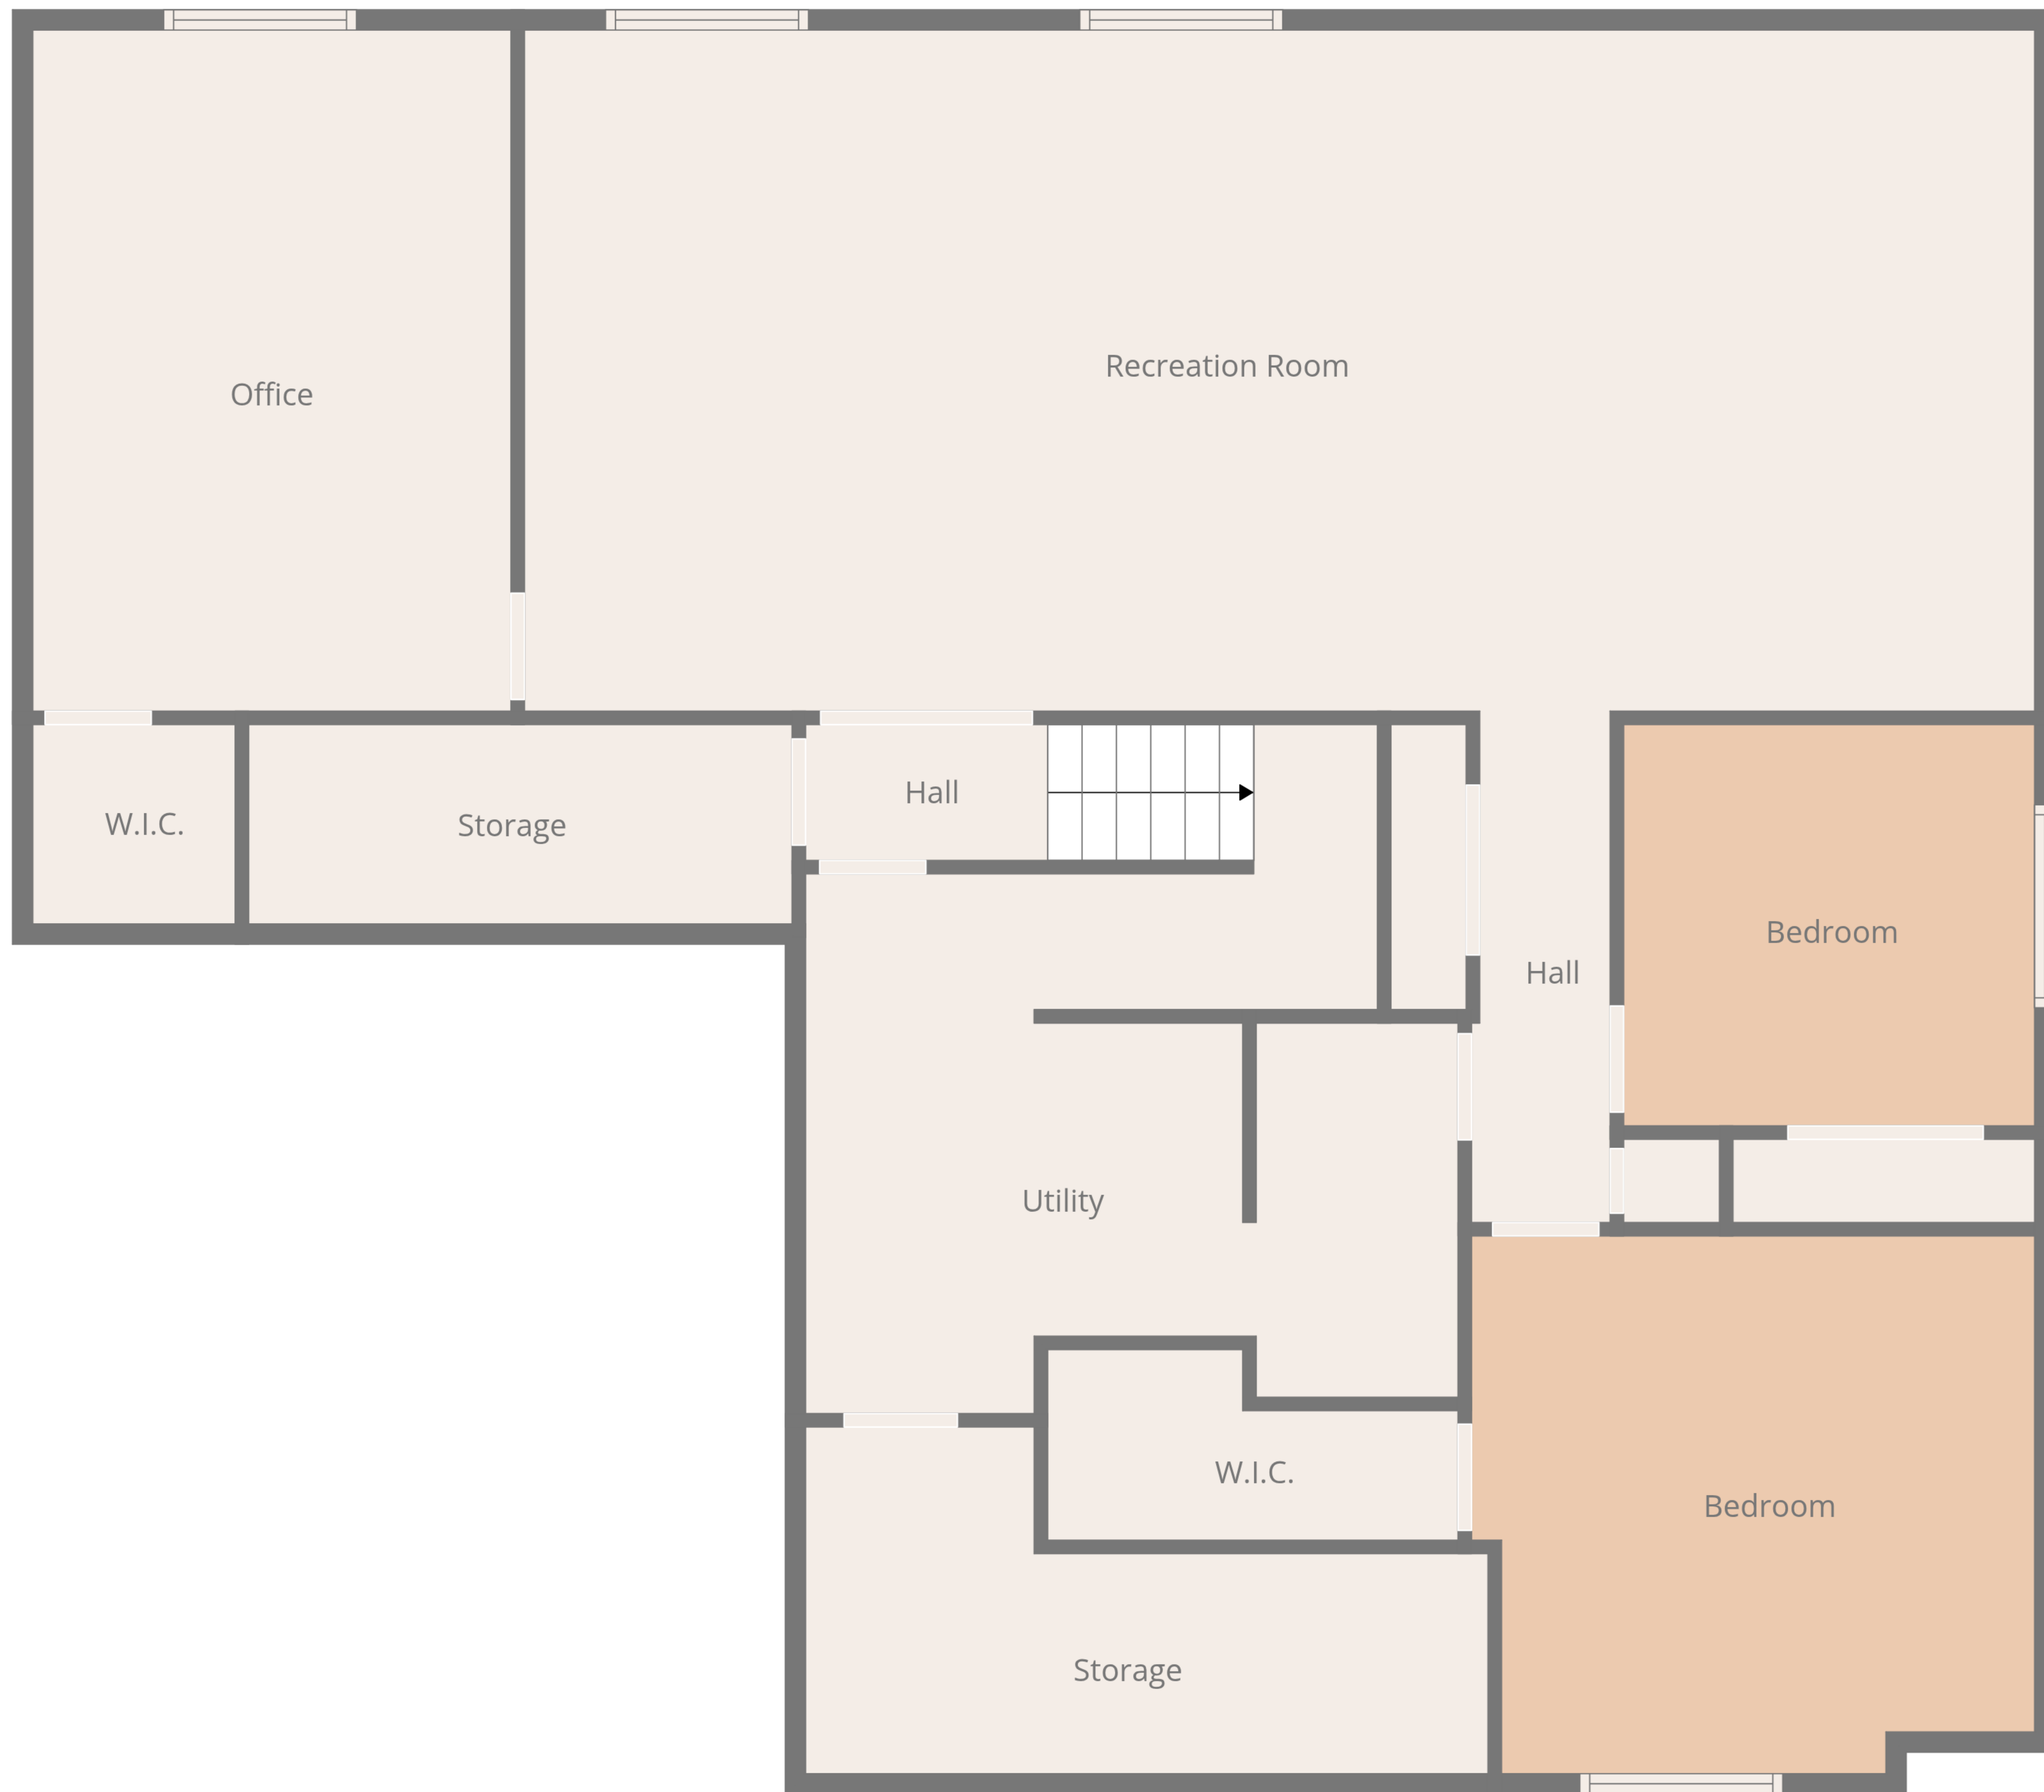 Recreation Room
Office
Hall
W.I.C.
Storage
Bedroom
Hall
Utility
W.I.C.
Bedroom
Storage